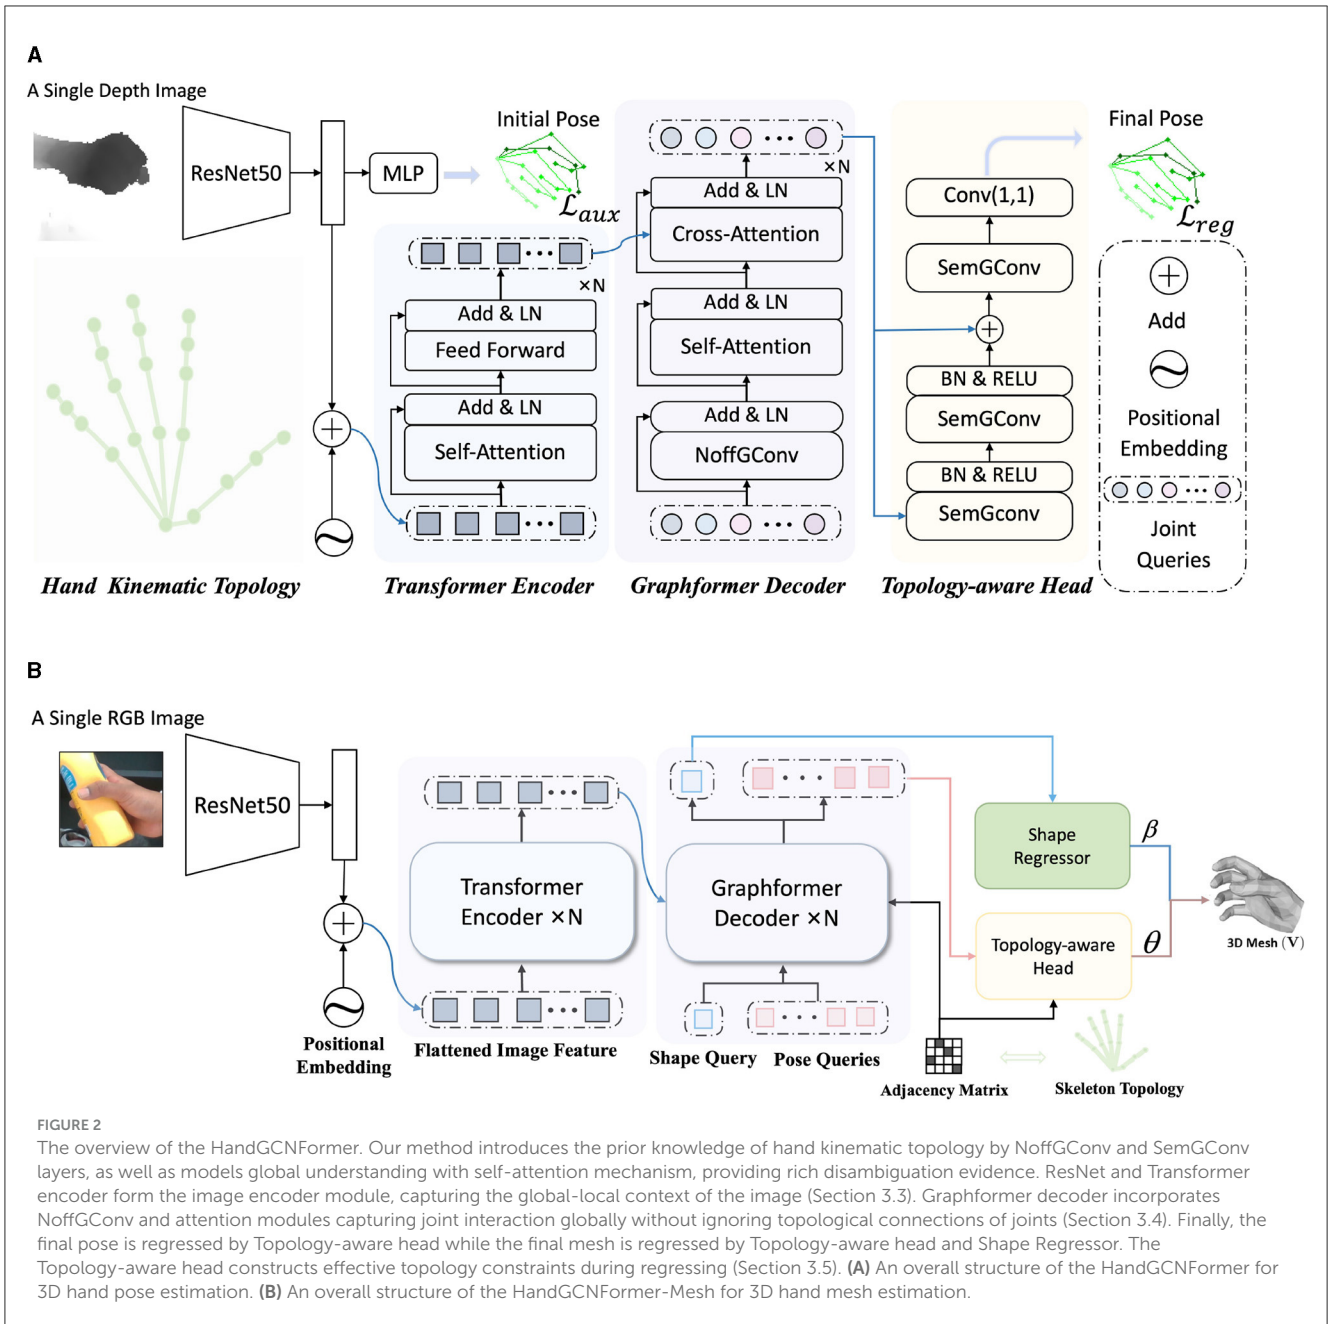 A
A Single Depth Image
ResNet50
MLP
Initial Pose
ℒaux
×N
Add & LN
Feed Forward
Add & LN
Self-Attention
×N
Add & LN
Cross-Attention
Add & LN
Self-Attention
Add & LN
NoffGConv
Final Pose
ℒreg
Conv(1,1)
SemGConv
BN & RELU
SemGConv
BN & RELU
SemGconv
Add
Positional
Embedding
Joint
Queries
Hand Kinematic Topology
Transformer Encoder
Graphformer Decoder
Topology-aware Head
B
A Single RGB Image
ResNet50
Transformer
Encoder ×N
Graphformer
Decoder ×N
Shape
Regressor
β
Topology-aware
Head
θ
3D Mesh (V)
Positional
Embedding
Flattened Image Feature
Shape Query
Pose Queries
Adjacency Matrix
Skeleton Topology
FIGURE 2
The overview of the HandGCNFormer. Our method introduces the prior knowledge of hand kinematic topology by NoffGConv and SemGConv
layers, as well as models global understanding with self-attention mechanism, providing rich disambiguation evidence. ResNet and Transformer
encoder form the image encoder module, capturing the global-local context of the image (Section 3.3). Graphformer decoder incorporates
NoffGConv and attention modules capturing joint interaction globally without ignoring topological connections of joints (Section 3.4). Finally, the
final pose is regressed by Topology-aware head while the final mesh is regressed by Topology-aware head and Shape Regressor. The
Topology-aware head constructs effective topology constraints during regressing (Section 3.5). (A) An overall structure of the HandGCNFormer for
3D hand pose estimation. (B) An overall structure of the HandGCNFormer-Mesh for 3D hand mesh estimation.